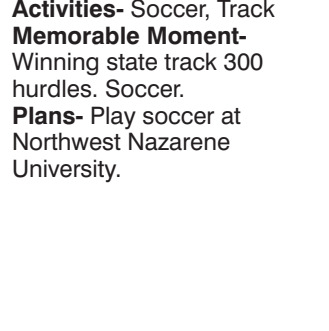 Activities- Soccer, Track
Memorable Moment-
Winning state track 300
hurdles. Soccer.
Plans- Play soccer at
Northwest Nazarene
University.